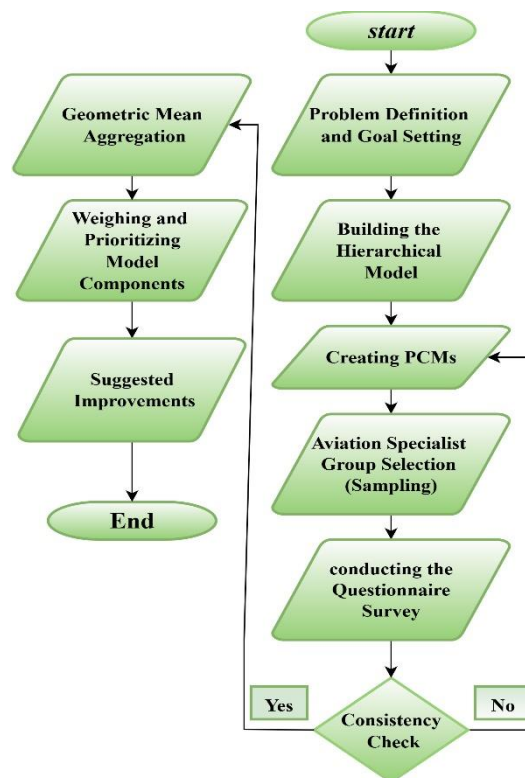 start
Problem Definition
and Goal Setting
Building the
Hierarchical
Model
Creating PCMs
Aviation Specialist
Group Selection
(Sampling)
conducting the
Questionnaire
Survey
Consistency
Check
Yes
No
Geometric Mean
Aggregation
Weighing and
Prioritizing
Model
Components
Suggested
Improvements
End